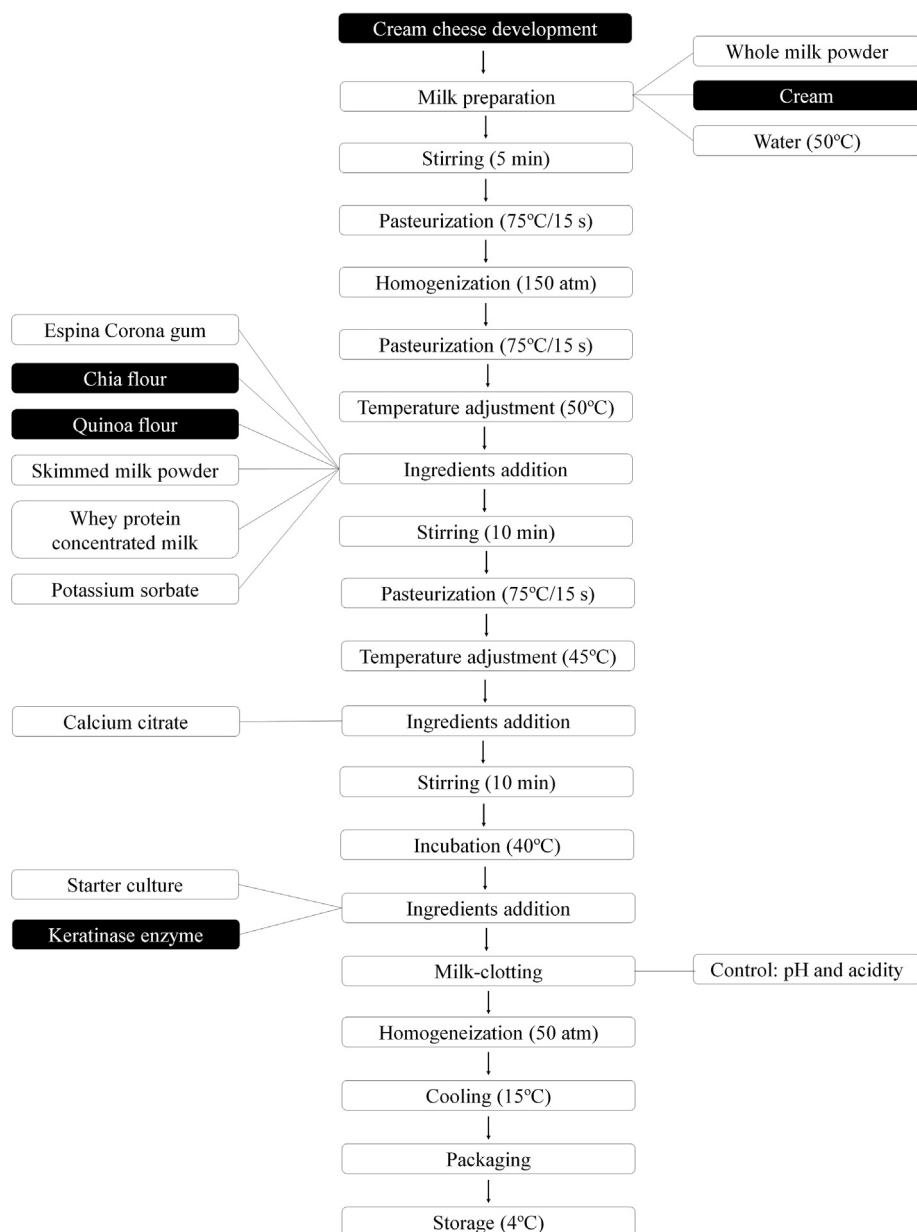 Cream cheese development
Milk preparation
Whole milk powder
Cream
Water (50ºC)
Stirring (5 min)
Pasteurization (75ºC/15 s)
Homogenization (150 atm)
Pasteurization (75ºC/15 s)
Temperature adjustment (50ºC)
Espina Corona gum
Chia flour
Quinoa flour
Skimmed milk powder
Whey protein
concentrated milk
Potassium sorbate
Ingredients addition
Stirring (10 min)
Pasteurization (75ºC/15 s)
Temperature adjustment (45ºC)
Calcium citrate
Ingredients addition
Stirring (10 min)
Incubation (40ºC)
Starter culture
Keratinase enzyme
Ingredients addition
Milk-clotting
Control: pH and acidity
Homogeneization (50 atm)
Cooling (15ºC)
Packaging
Storage (4ºC)